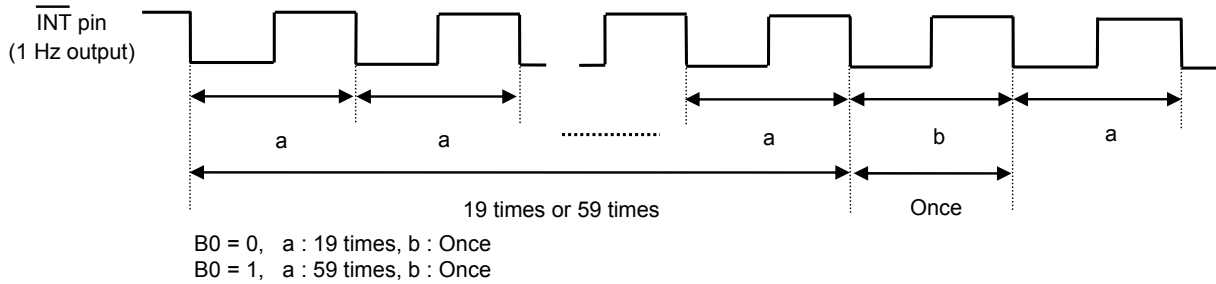 INT pin
(1 Hz output)
a
a
a
b
a
19 times or 59 times
Once
B0 = 0, a : 19 times, b : Once
B0 = 1, a : 59 times, b : Once